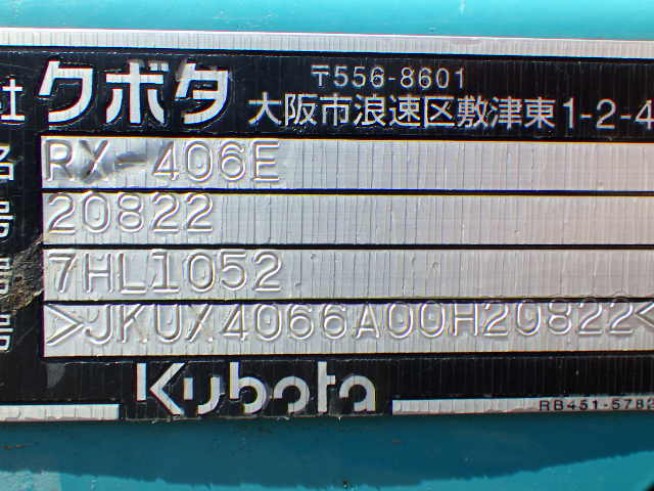 社 クボタ
〒556-8601
大阪市浪速区敷津東1-2-4
名 RX-406E
号 20822
号 7HL1052
号 >JKUX4066A00H20822<
Kubota
RB451-5782